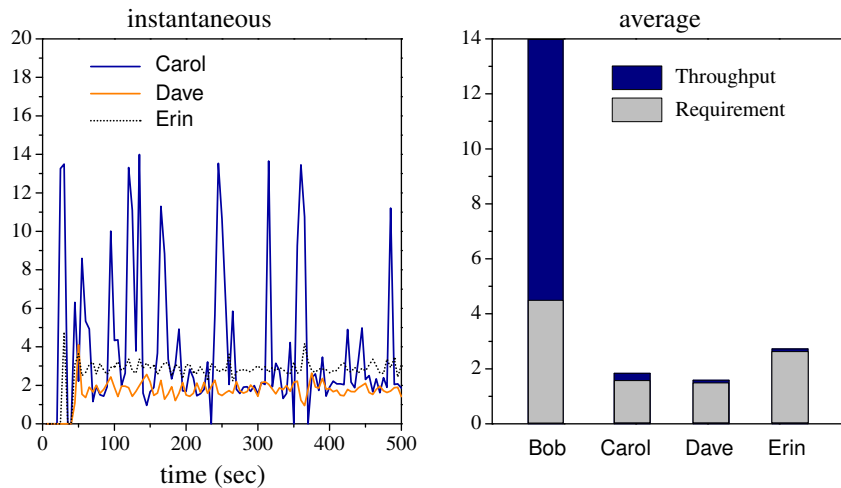 instantaneous
20
18
16
14
12
10
8
6
4
2
0
Carol
Dave
Erin
0 100 200 300 400 500
time (sec)
average
14
12
10
8
6
4
2
0
Throughput
Requirement
Bob Carol Dave Erin